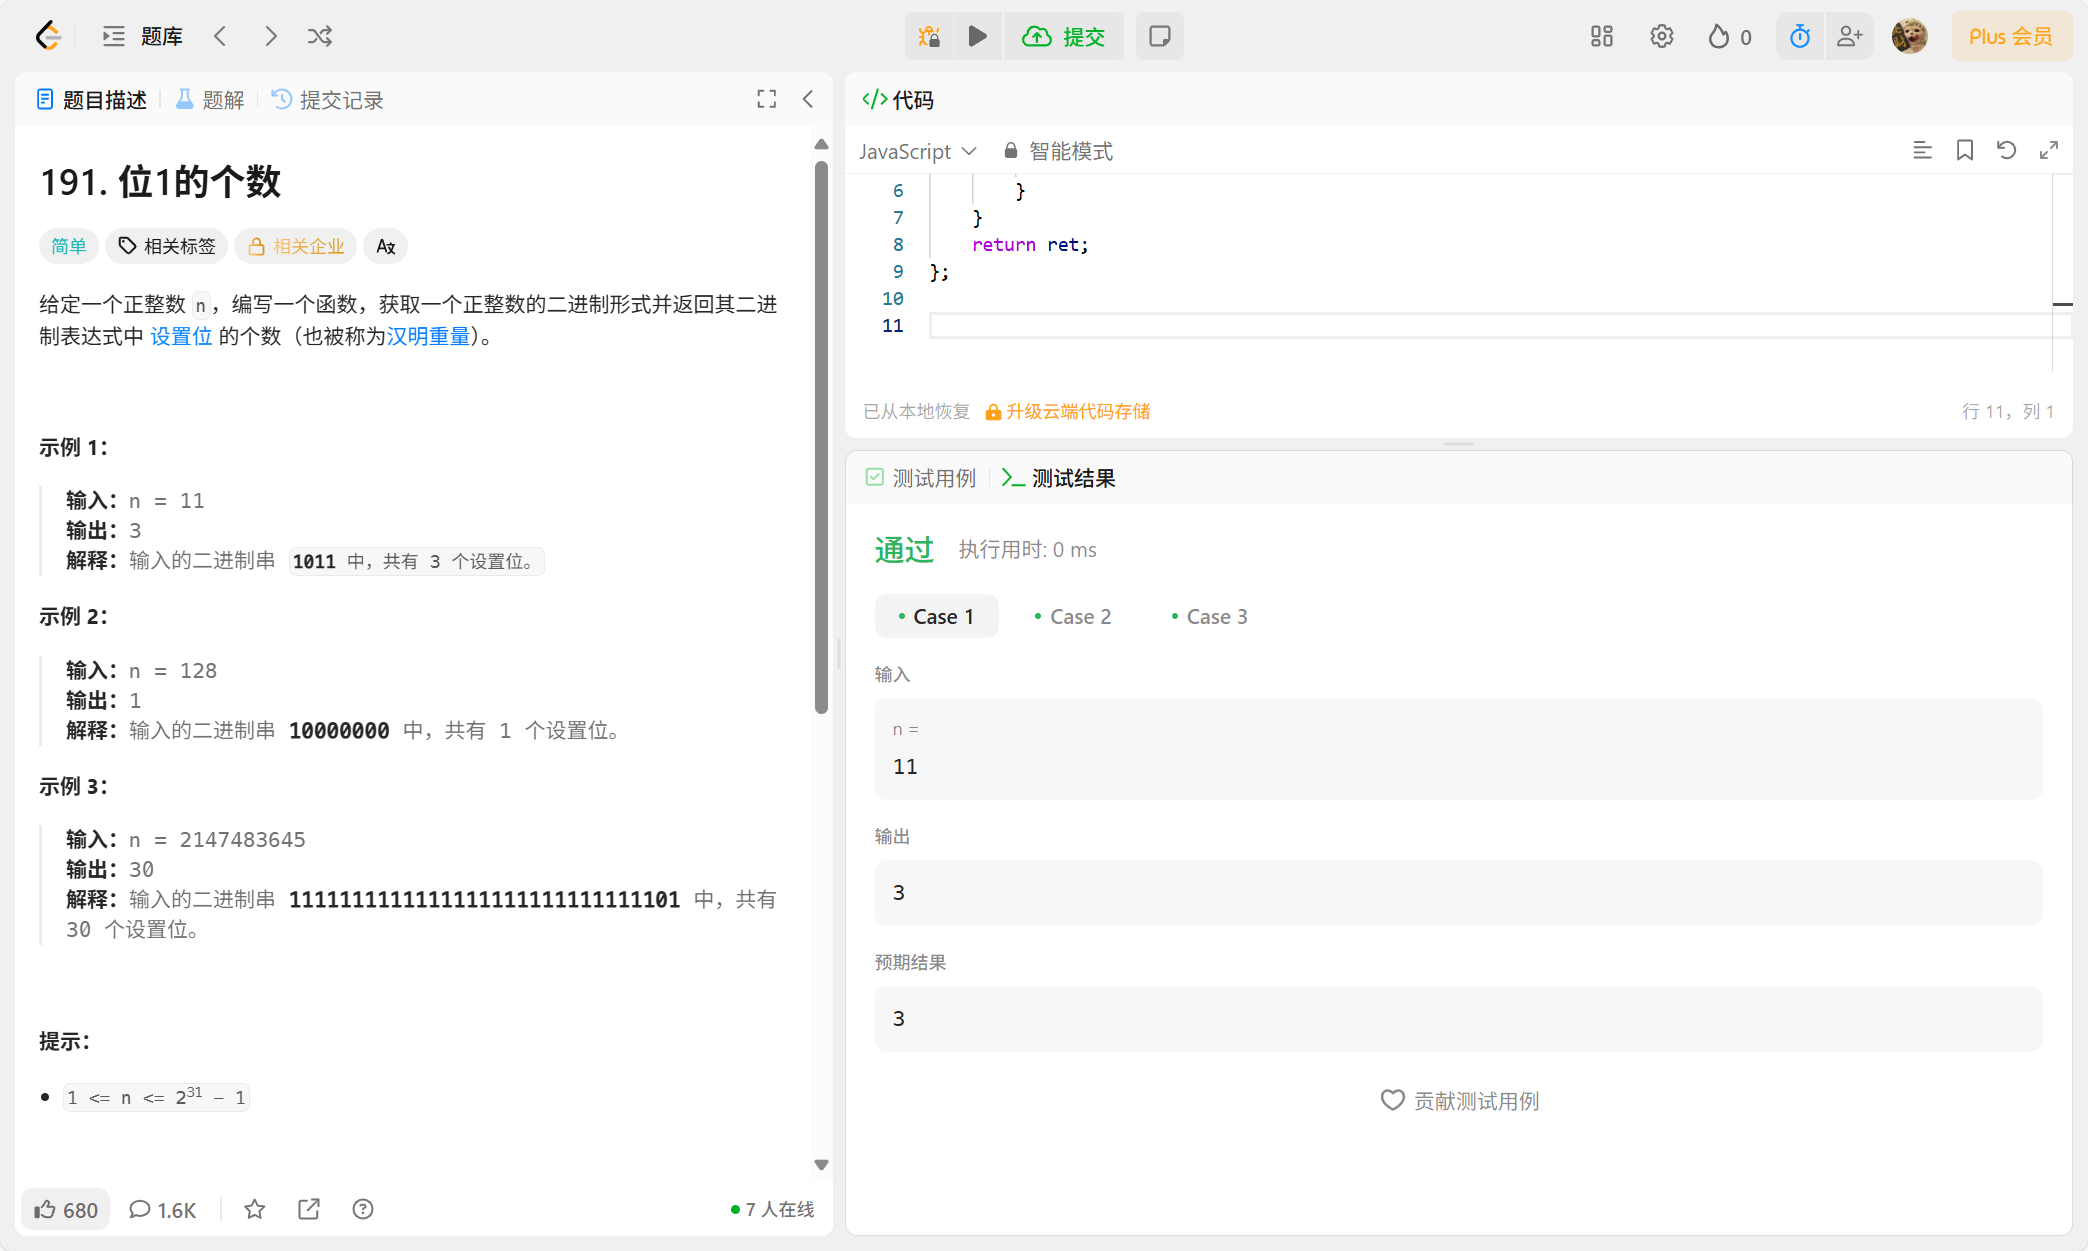 题库
提交
0
Plus 会员
题目描述
题解
提交记录
191. 位1的个数
简单
相关标签
相关企业
给定一个正整数 n，编写一个函数，获取一个正整数的二进制形式并返回其二进
制表达式中 设置位 的个数（也被称为汉明重量）。
示例 1：
输入：n = 11
输出：3
解释：输入的二进制串 1011 中，共有 3 个设置位。
示例 2：
输入：n = 128
输出：1
解释：输入的二进制串 10000000 中，共有 1 个设置位。
示例 3：
输入：n = 2147483645
输出：30
解释：输入的二进制串 1111111111111111111111111111101 中，共有
30 个设置位。
提示：
1 <= n <= 2³¹ - 1
680
1.6K
7 人在线
</> 代码
JavaScript
智能模式
6 }
7 }
8 return ret;
9 };
10
11
已从本地恢复
升级云端代码存储
行 11，列 1
测试用例
测试结果
通过
执行用时: 0 ms
Case 1
Case 2
Case 3
输入
n =
11
输出
3
预期结果
3
贡献测试用例